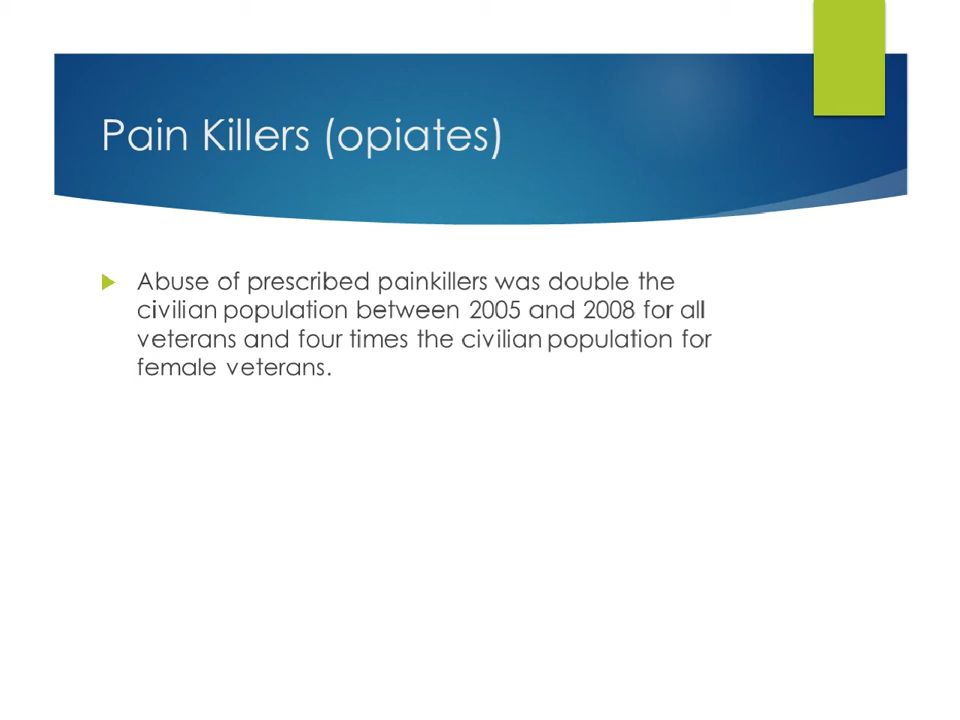 Pain Killers (opiates)
Abuse of prescribed painkillers was double the
civilian population between 2005 and 2008 for all
veterans and four times the civilian population for
female veterans.